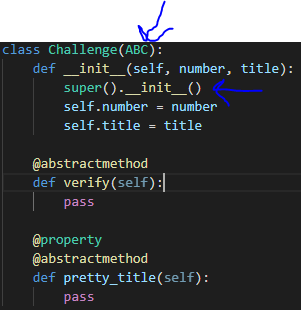 class Challenge(ABC):
    def __init__(self, number, title):
        super().__init__()
        self.number = number
        self.title = title

    @abstractmethod
    def verify(self):
        pass

    @property
    @abstractmethod
    def pretty_title(self):
        pass